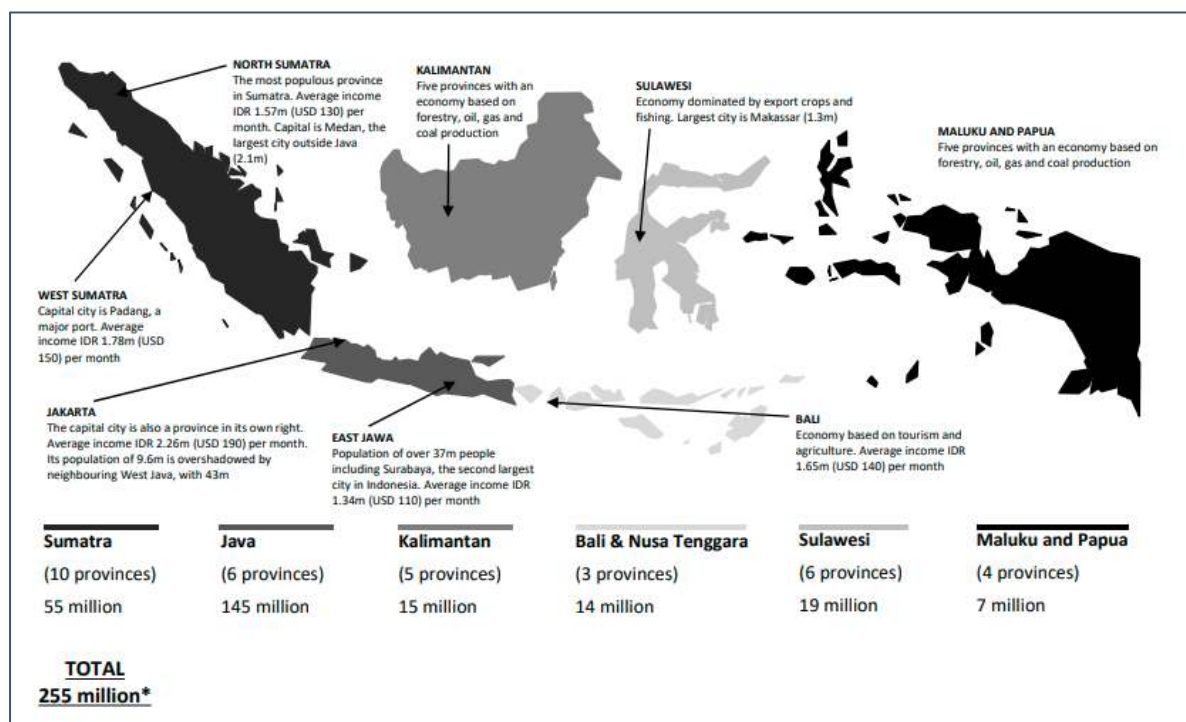 NORTH SUMATRA
The most populous province
in Sumatra. Average income
IDR 1.57m (USD 130) per
month. Capital is Medan, the
largest city outside Java
(2.1m)
KALIMANTAN
Five provinces with an
economy based on
forestry, oil, gas and
coal production
SULAWESI
Economy dominated by export crops and
fishing. Largest city is Makassar (1.3m)
MALUKU AND PAPUA
Five provinces with an economy based on
forestry, oil, gas and coal production
WEST SUMATRA
Capital city is Padang, a
major port. Average
income IDR 1.78m (USD
150) per month
JAKARTA
The capital city is also a province in its own right.
Average income IDR 2.26m (USD 190) per month.
Its population of 9.6m is overshadowed by
neighbouring West Java, with 43m
EAST JAWA
Population of over 37m people
including Surabaya, the second largest
city in Indonesia. Average income IDR
1.34m (USD 110) per month
BALI
Economy based on tourism and
agriculture. Average income IDR
1.65m (USD 140) per month
Sumatra
(10 provinces)
55 million
Java
(6 provinces)
145 million
Kalimantan
(5 provinces)
15 million
Bali & Nusa Tenggara
(3 provinces)
14 million
Sulawesi
(6 provinces)
19 million
Maluku and Papua
(4 provinces)
7 million
TOTAL
255 million*